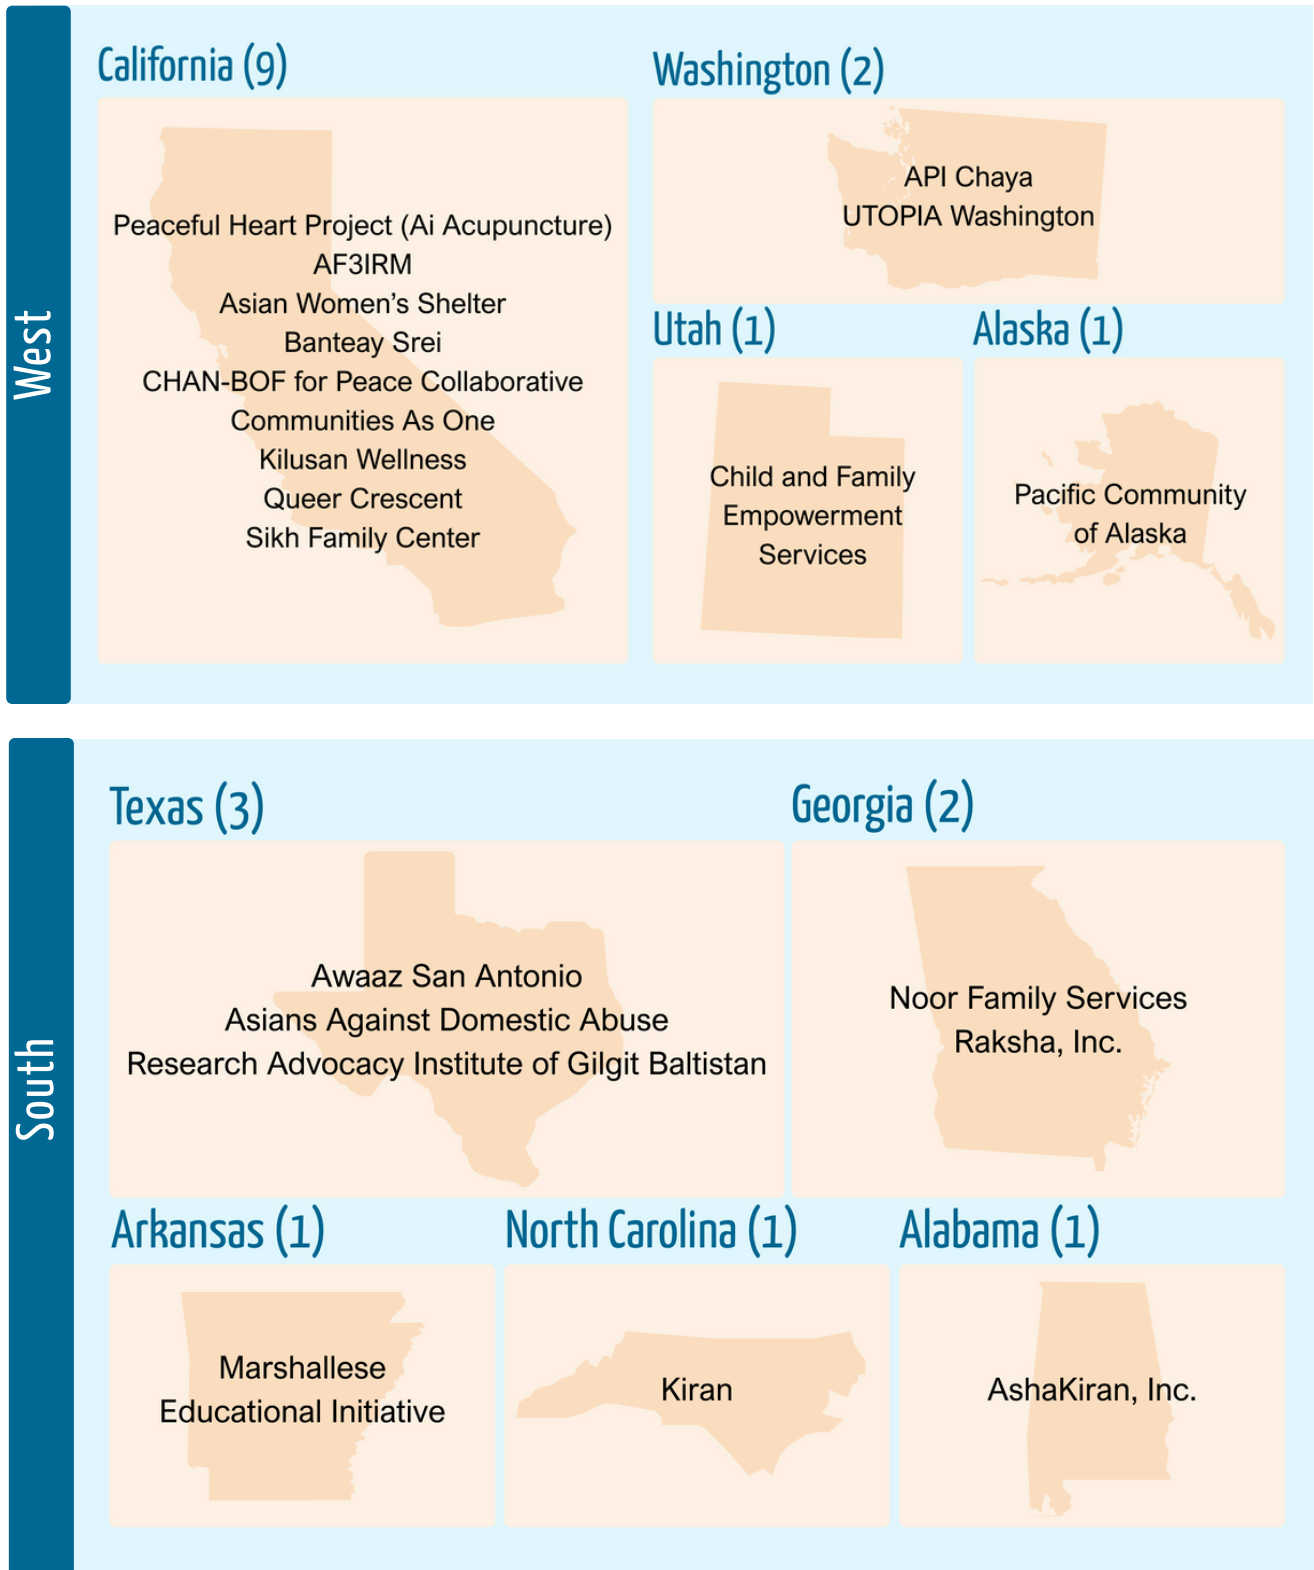 West
California (9)
Peaceful Heart Project (Ai Acupuncture)
AF3IRM
Asian Women’s Shelter
Banteay Srei
CHAN-BOF for Peace Collaborative
Communities As One
Kilusan Wellness
Queer Crescent
Sikh Family Center
Washington (2)
API Chaya
UTOPIA Washington
Utah (1)
Child and Family
Empowerment
Services
Alaska (1)
Pacific Community
of Alaska
South
Texas (3)
Awaaz San Antonio
Asians Against Domestic Abuse
Research Advocacy Institute of Gilgit Baltistan
Georgia (2)
Noor Family Services
Raksha, Inc.
Arkansas (1)
Marshallese
Educational Initiative
North Carolina (1)
Kiran
Alabama (1)
AshaKiran, Inc.